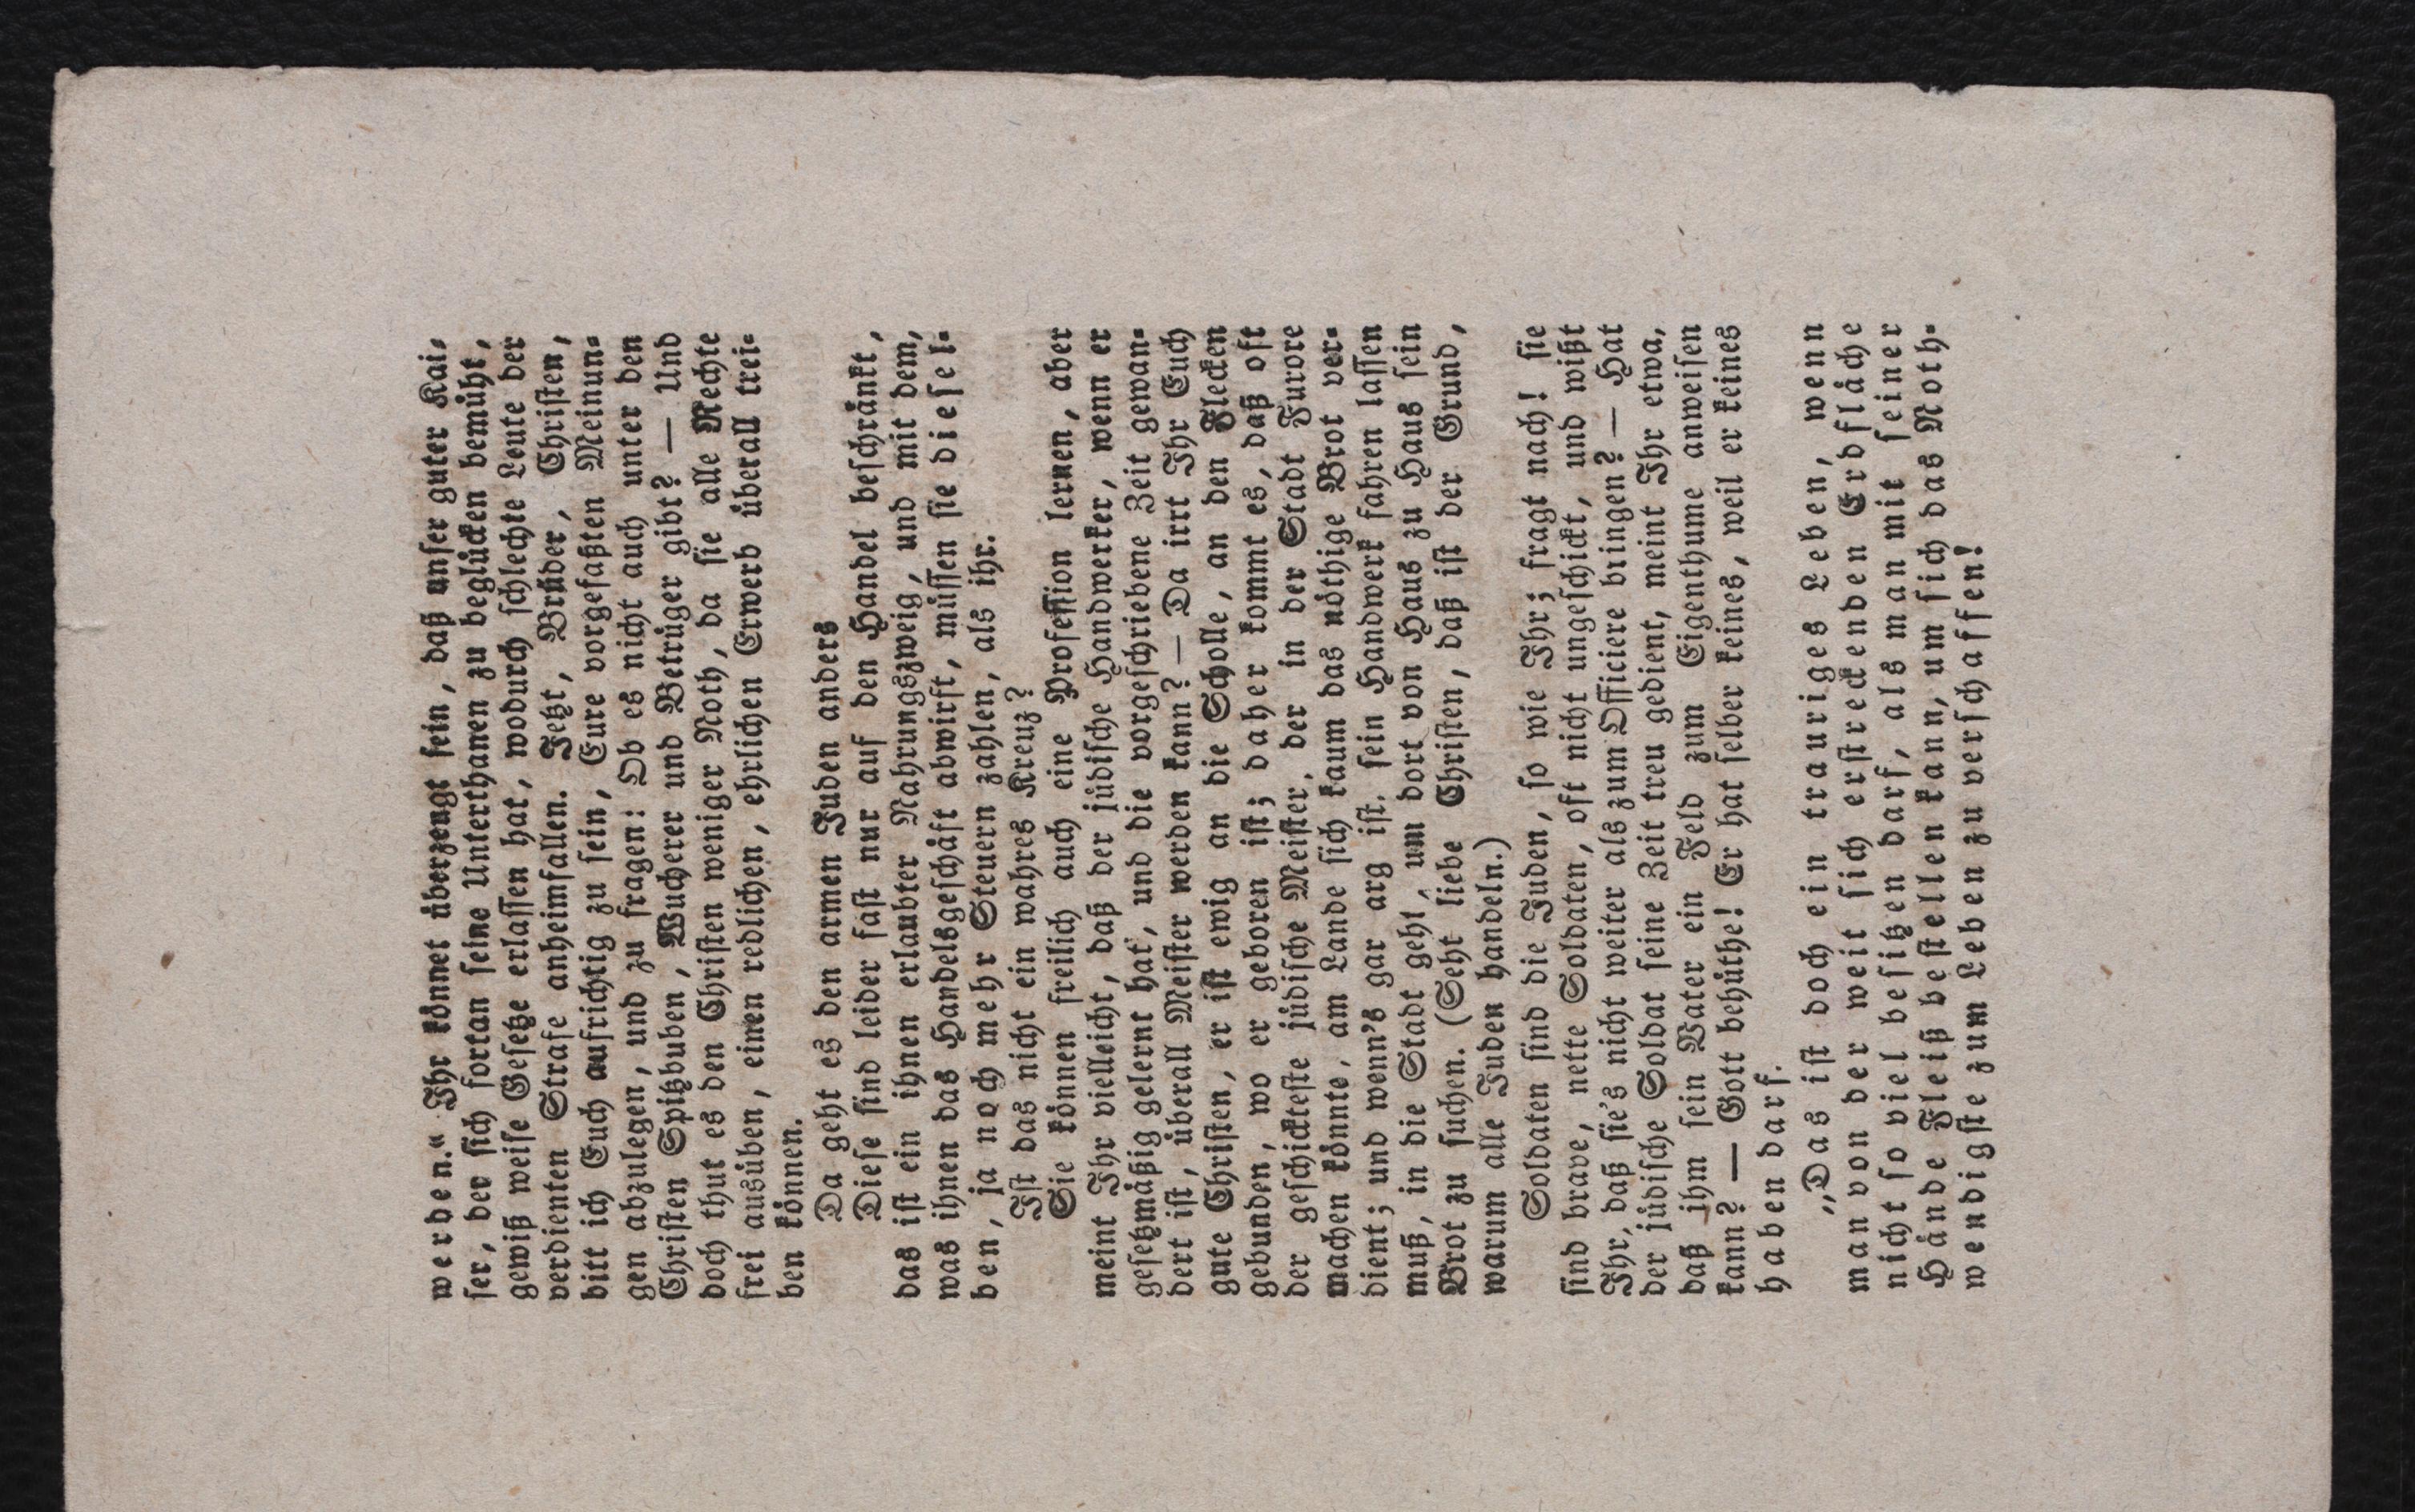 werden.“ Ihr könnet überzeugt sein, daß unser guter Kai-
ser, der sich fortan seine Unterthanen zu beglücken bemüht,
gewiß weise Gesetze erlassen hat, wodurch schlechte Leute der
verdienten Strafe anheimfallen. Jetzt, Brüder, Christen,
bitt ich Euch aufrichtig zu sein, Eure vorgefaßten Meinun-
gen abzulegen, und zu fragen: Ob es nicht auch unter den
Christen Spitzbuben, Wucherer und Betrüger gibt? — Und
doch thut es den Christen weniger Noth, da sie alle Rechte
frei ausüben, einen redlichen, ehrlichen Erwerb überall trei-
ben können.
Da geht es den armen Juden anders
Diese sind leider fast nur auf den Handel beschränkt,
das ist ein ihnen erlaubter Nahrungszweig, und mit dem,
was ihnen das Handelsgeschäft abwirft, müssen sie diesel-
ben, ja noch mehr Steuern zahlen, als ihr.
Ist das nicht ein wahres Kreuz?
Sie können freilich auch eine Profession lernen, aber
meint Ihr vielleicht, daß der jüdische Handwerker, wenn er
gesetzmäßig gelernt hat, und die vorgeschriebene Zeit gewan-
dert ist, überall Meister werden kann? — Da irrt Ihr Euch
gute Christen, er ist ewig an die Scholle, an den Flecken
gebunden, wo er geboren ist; daher kommt es, daß oft
der geschickteste jüdische Meister, der in der Stadt Furore
machen könnte, am Lande sich kaum das nöthige Brot ver-
dient; und wenn's gar arg ist, sein Handwerk fahren lassen
muß, in die Stadt geht, um dort von Haus zu Haus sein
Brot zu suchen. (Seht liebe Christen, daß ist der Grund,
warum alle Juden handeln.)
Soldaten sind die Juden, so wie Ihr; fragt nach! sie
sind brave, nette Soldaten, oft nicht ungeschickt, und wißt
Ihr, daß sie's nicht weiter als zum Officiere bringen? — Hat
der jüdische Soldat seine Zeit treu gedient, meint Ihr etwa,
daß ihm sein Vater ein Feld zum Eigenthume anweisen
kann? — Gott behüthe! Er hat selber keines, weil er keines
haben darf.
„Das ist doch ein trauriges Leben, wenn
man von der weit sich erstreckenden Erdfläche
nicht so viel besitzen darf, als man mit seiner
Hände Fleiß bestellen kann, um sich das Noth-
wendigste zum Leben zu verschaffen!